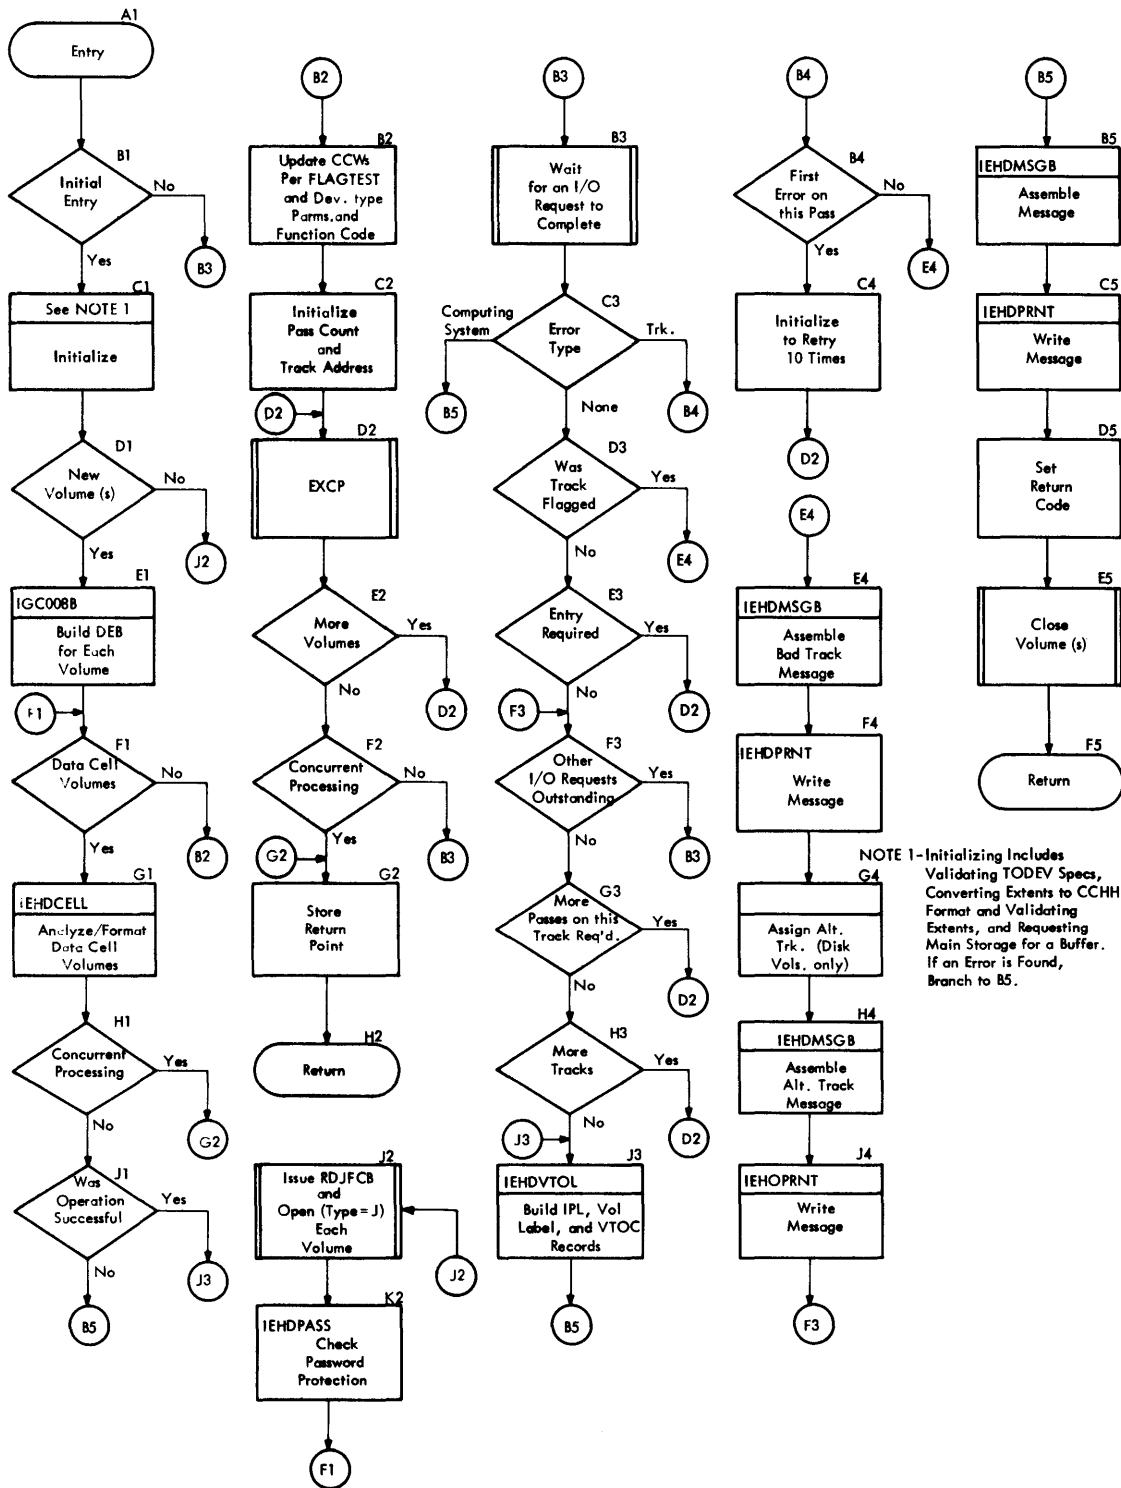 A1
Entry
B1
Initial
Entry
No
B3
Yes
C1
See NOTE 1
Initialize
D1
New
Volume (s)
No
J2
Yes
E1
IGC008B
Build DEB
for Each
Volume
F1
F1
Data Cell
Volumes
No
B2
Yes
G1
IEHDCELL
Analyze/Format
Data Cell
Volumes
H1
Concurrent
Processing
Yes
G2
No
J1
Was
Operation
Successful
Yes
J3
No
B5
B2
B2
Update CCWs
Per FLAGTEST
and Dev. type
Parms.and
Function Code
C2
Initialize
Pass Count
and
Track Address
D2
D2
EXCP
E2
More
Volumes
Yes
D2
No
F2
Concurrent
Processing
No
B3
Yes
G2
G2
Store
Return
Point
H2
Return
J2
Issue RDJFCB
and
Open (Type = J)
Each
Volume
J2
K2
IEHDPASS
Check
Password
Protection
F1
B3
B3
Wait
for an I/O
Request to
Complete
C3
Computing
System
Error
Type
Trk.
B5
B4
None
D3
Was
Track
Flagged
Yes
E4
No
E3
Entry
Required
Yes
D2
No
F3
F3
Other
I/O Requests
Outstanding
Yes
B3
No
G3
More
Passes on this
Track Req'd.
Yes
D2
No
H3
More
Tracks
Yes
D2
No
J3
J3
IEHDVTOL
Build IPL, Vol
Label, and VTOC
Records
B5
B4
B4
First
Error on
this Pass
No
E4
Yes
C4
Initialize
to Retry
10 Times
D2
E4
E4
IEHDMSGB
Assemble
Bad Track
Message
F4
IEHDPRNT
Write
Message
G4
Assign Alt.
Trk. (Disk
Vols. only)
H4
IEHDMSGB
Assemble
Alt. Track
Message
J4
IEHOPRNT
Write
Message
F3
B5
B5
IEHDMSGB
Assemble
Message
C5
IEHDPRNT
Write
Message
D5
Set
Return
Code
E5
Close
Volume (s)
F5
Return
NOTE 1-Initializing Includes
Validating TODEV Specs,
Converting Extents to CCHH
Format and Validating
Extents, and Requesting
Main Storage for a Buffer.
If an Error is Found,
Branch to B5.